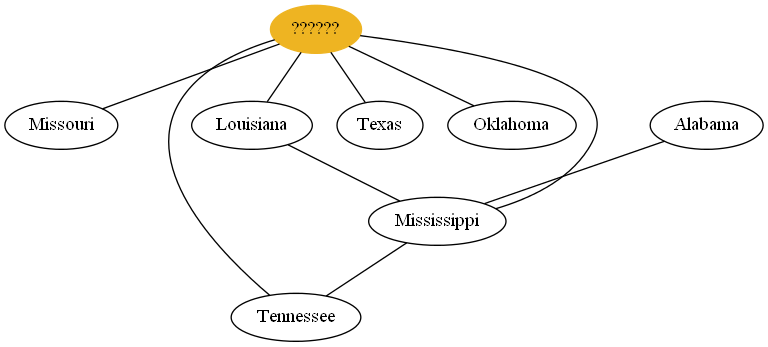 ??????
Missouri
Louisiana
Texas
Oklahoma
Alabama
Mississippi
Tennessee